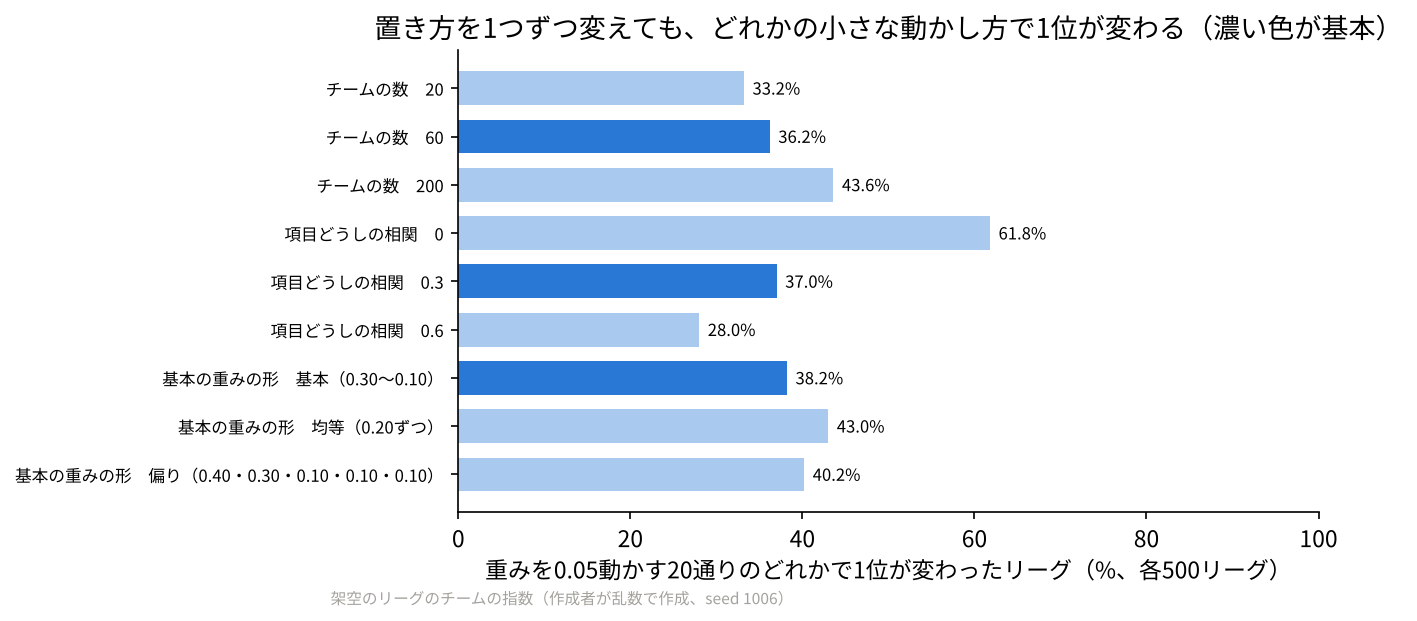 置き方を1つずつ変えても、どれかの小さな動かし方で1位が変わる（濃い色が基本）
チームの数　20
33.2%
チームの数　60
36.2%
チームの数　200
43.6%
項目どうしの相関　0
61.8%
項目どうしの相関　0.3
37.0%
項目どうしの相関　0.6
28.0%
基本の重みの形　基本（0.30〜0.10）
38.2%
基本の重みの形　均等（0.20ずつ）
43.0%
基本の重みの形　偏り（0.40・0.30・0.10・0.10・0.10）
40.2%
0 20 40 60 80 100
重みを0.05動かす20通りのどれかで1位が変わったリーグ（%、各500リーグ）
架空のリーグのチームの指数（作成者が乱数で作成、seed 1006）